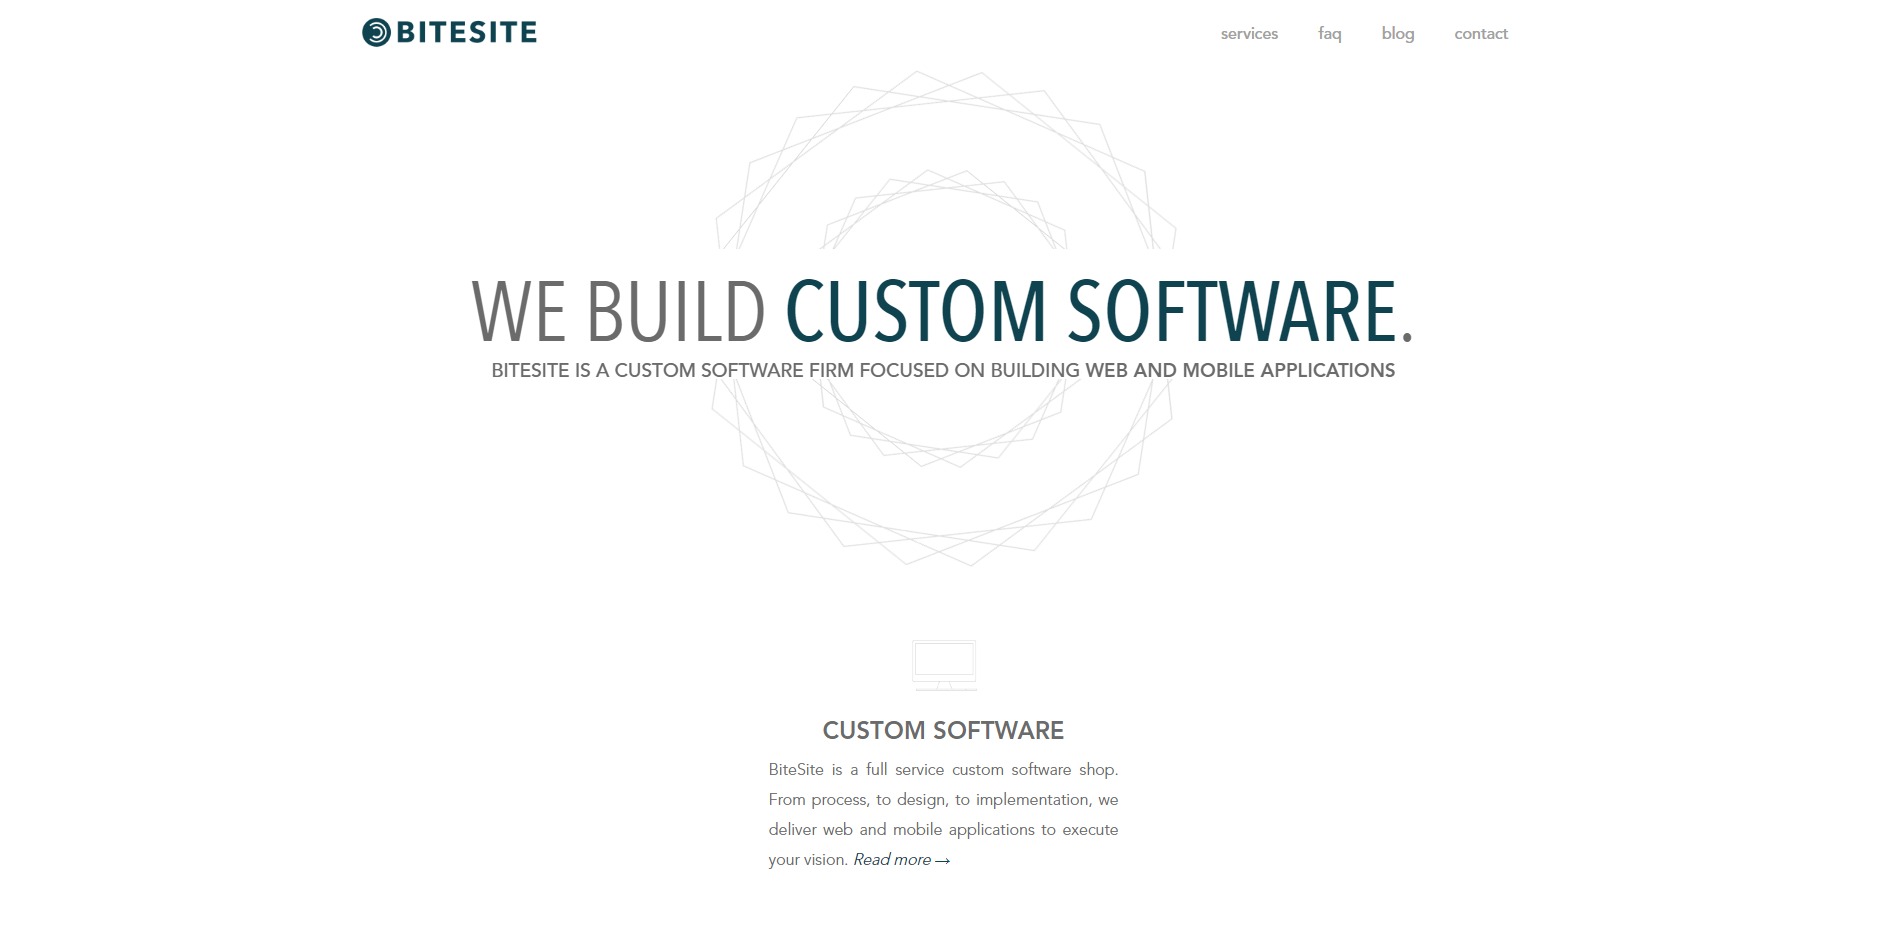 BITESITE
services faq blog contact
WE BUILD CUSTOM SOFTWARE.
BITESITE IS A CUSTOM SOFTWARE FIRM FOCUSED ON BUILDING WEB AND MOBILE APPLICATIONS
CUSTOM SOFTWARE
BiteSite is a full service custom software shop.
From process, to design, to implementation, we
deliver web and mobile applications to execute
your vision. Read more →